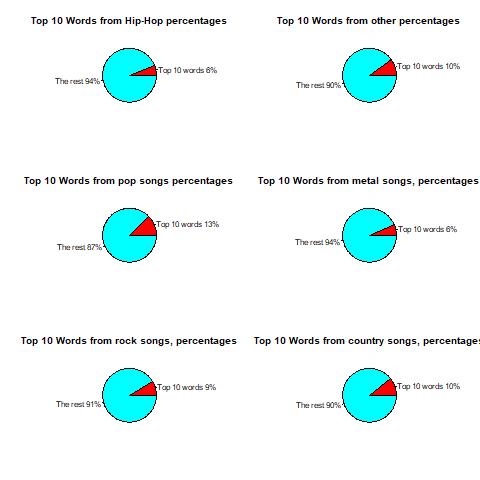 Top 10 Words from Hip-Hop percentages
Top 10 words 6%
The rest 94%
Top 10 Words from other percentages
Top 10 words 10%
The rest 90%
Top 10 Words from pop songs percentages
Top 10 words 13%
The rest 87%
Top 10 Words from metal songs, percentages
Top 10 words 6%
The rest 94%
Top 10 Words from rock songs, percentages
Top 10 words 9%
The rest 91%
Top 10 Words from country songs, percentages
Top 10 words 10%
The rest 90%